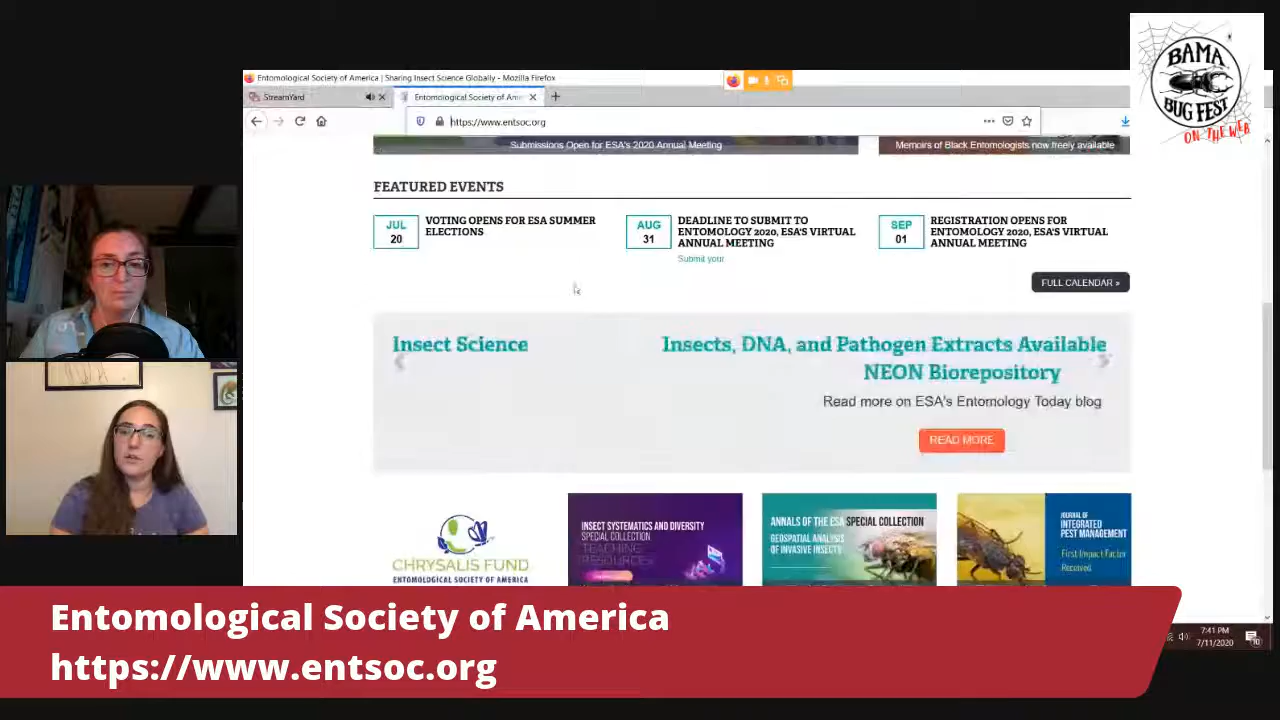 BAMA
BUG FEST
ON THE WEB
Entomological Society of America | Sharing Insect Science Globally - Mozilla Firefox
StreamYard
Entomological Society of Ame
https://www.entsoc.org
Submissions Open for ESA's 2020 Annual Meeting
Memoirs of Black Entomologists now freely available
FEATURED EVENTS
JUL
20
VOTING OPENS FOR ESA SUMMER
ELECTIONS
AUG
31
DEADLINE TO SUBMIT TO
ENTOMOLOGY 2020, ESA'S VIRTUAL
ANNUAL MEETING
Submit your
SEP
01
REGISTRATION OPENS FOR
ENTOMOLOGY 2020, ESA'S VIRTUAL
ANNUAL MEETING
FULL CALENDAR »
Insect Science
Insects, DNA, and Pathogen Extracts Available
NEON Biorepository
Read more on ESA's Entomology Today blog
READ MORE
CHRYSALIS FUND
ENTOMOLOGICAL SOCIETY OF AMERICA
INSECT SYSTEMATICS AND DIVERSITY
SPECIAL COLLECTION
TEACHING
RESOURCES
ANNALS OF THE ESA SPECIAL COLLECTION
GEOSPATIAL ANALYSIS
OF INVASIVE INSECTS
JOURNAL OF
INTEGRATED
PEST MANAGEMENT
First Impact Factor
Received
7:41 PM
7/11/2020
Entomological Society of America
https://www.entsoc.org